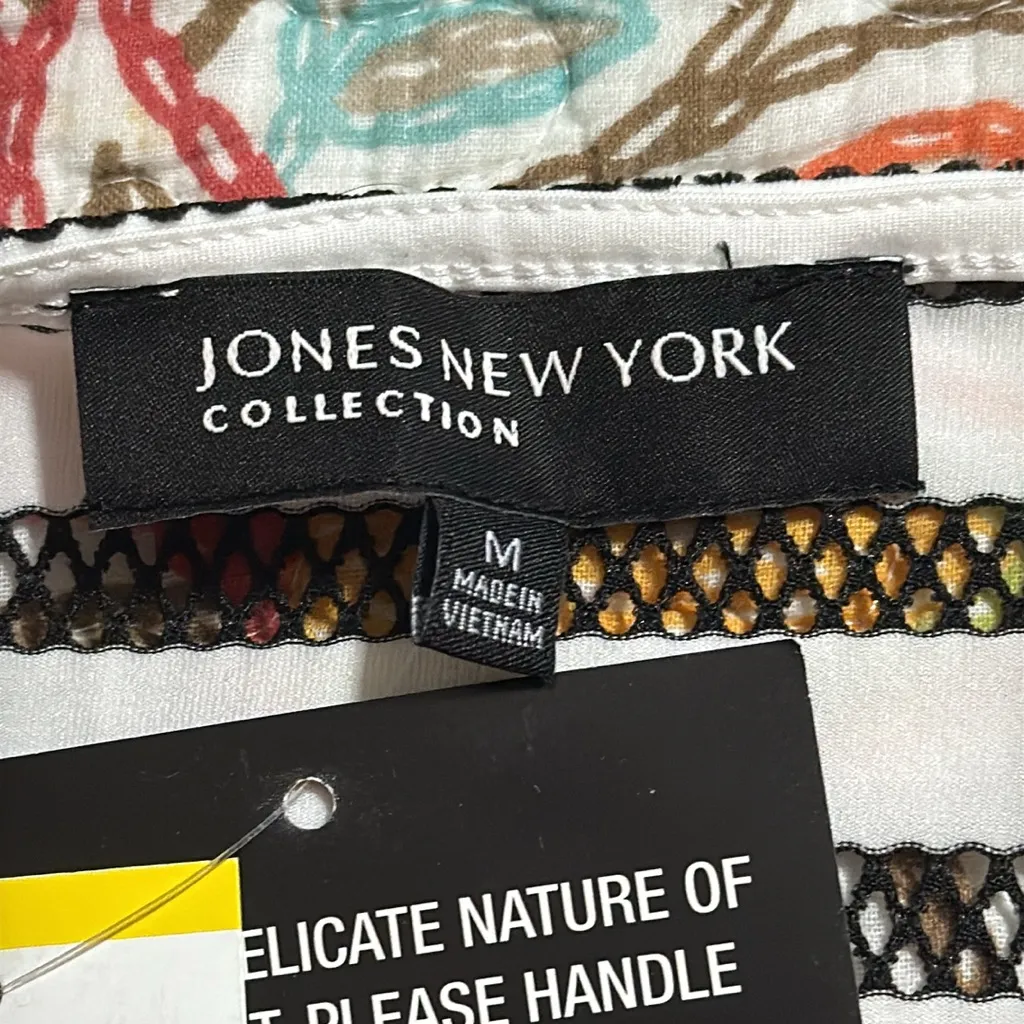 JONES NEW YORK
COLLECTION
M
MADE IN
VIETNAM
ELICATE NATURE OF
T, PLEASE HANDLE